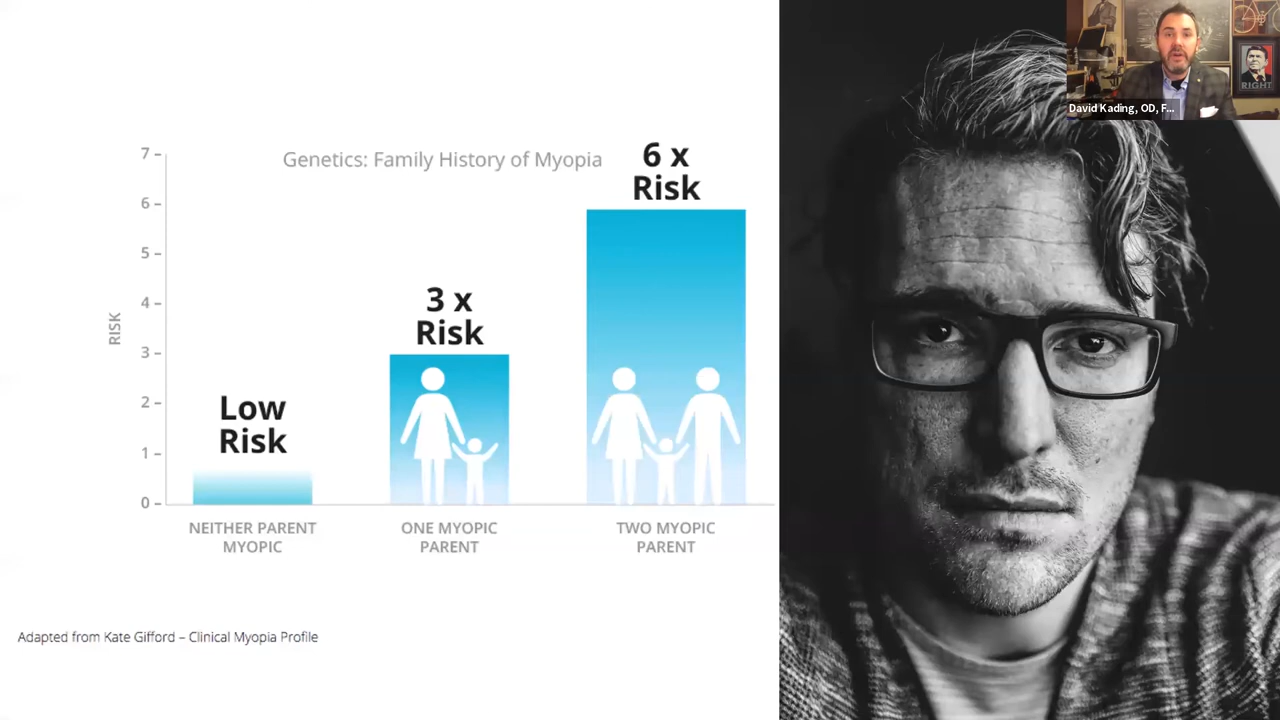 Genetics: Family History of Myopia
7
6
5
4
3
2
1
0
RISK
Low
Risk
3 x
Risk
6 x
Risk
NEITHER PARENT
MYOPIC
ONE MYOPIC
PARENT
TWO MYOPIC
PARENT
Adapted from Kate Gifford – Clinical Myopia Profile
RIGHT
David Kading, OD, F...